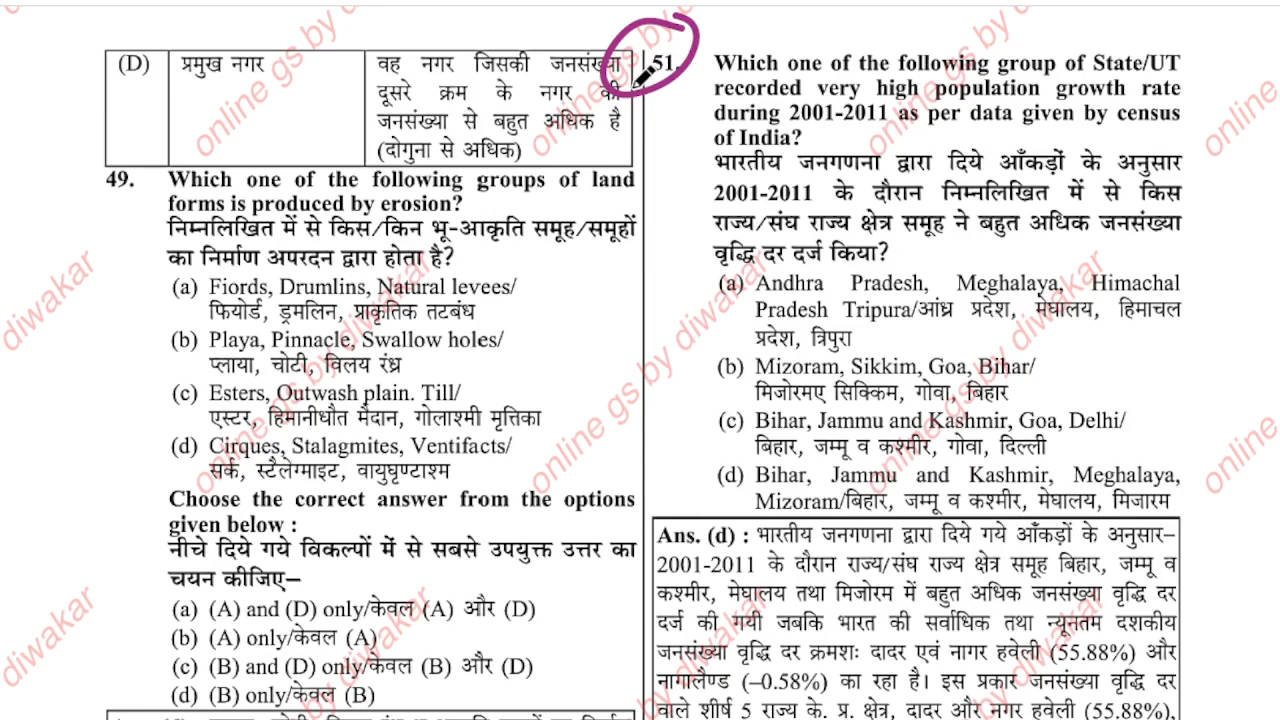 (D) प्रमुख नगर वह नगर जिसकी जनसंख्या
दूसरे क्रम के नगर की
जनसंख्या से बहुत अधिक है
(दोगुना से अधिक)
49. Which one of the following groups of land
forms is produced by erosion?
निम्नलिखित में से किस/किन भू-आकृति समूह/समूहों
का निर्माण अपरदन द्वारा होता है?
(a) Fiords, Drumlins, Natural levees/
फियोर्ड, ड्रमलिन, प्राकृतिक तटबंध
(b) Playa, Pinnacle, Swallow holes/
प्लाया, चोटी, विलय रंध्र
(c) Esters, Outwash plain. Till/
एस्टर, हिमानीधौत मैदान, गोलाश्मी मृत्तिका
(d) Cirques, Stalagmites, Ventifacts/
सर्क, स्टैलेग्माइट, वायुघृण्टाश्म
Choose the correct answer from the options
given below :
नीचे दिये गये विकल्पों में से सबसे उपयुक्त उत्तर का
चयन कीजिए–
(a) (A) and (D) only/केवल (A) और (D)
(b) (A) only/केवल (A)
(c) (B) and (D) only/केवल (B) और (D)
(d) (B) only/केवल (B)
51. Which one of the following group of State/UT
recorded very high population growth rate
during 2001-2011 as per data given by census
of India?
भारतीय जनगणना द्वारा दिये आँकड़ों के अनुसार
2001-2011 के दौरान निम्नलिखित में से किस
राज्य/संघ राज्य क्षेत्र समूह ने बहुत अधिक जनसंख्या
वृद्धि दर दर्ज किया?
(a) Andhra Pradesh, Meghalaya, Himachal
Pradesh Tripura/आंध्र प्रदेश, मेघालय, हिमाचल
प्रदेश, त्रिपुरा
(b) Mizoram, Sikkim, Goa, Bihar/
मिजोरमए सिक्किम, गोवा, बिहार
(c) Bihar, Jammu and Kashmir, Goa, Delhi/
बिहार, जम्मू व कश्मीर, गोवा, दिल्ली
(d) Bihar, Jammu and Kashmir, Meghalaya,
Mizoram/बिहार, जम्मू व कश्मीर, मेघालय, मिजारम
Ans. (d) : भारतीय जनगणना द्वारा दिये गये आँकड़ों के अनुसार–
2001-2011 के दौरान राज्य/संघ राज्य क्षेत्र समूह बिहार, जम्मू व
कश्मीर, मेघालय तथा मिजोरम में बहुत अधिक जनसंख्या वृद्धि दर
दर्ज की गयी जबकि भारत की सर्वाधिक तथा न्यूनतम दशकीय
जनसंख्या वृद्धि दर क्रमशः दादर एवं नागर हवेली (55.88%) और
नागालैण्ड (–0.58%) का रहा है। इस प्रकार जनसंख्या वृद्धि दर
वाले शीर्ष 5 राज्य के. प्र. क्षेत्र, दादर और नगर हवेली (55.88%),
online gs by diwakar